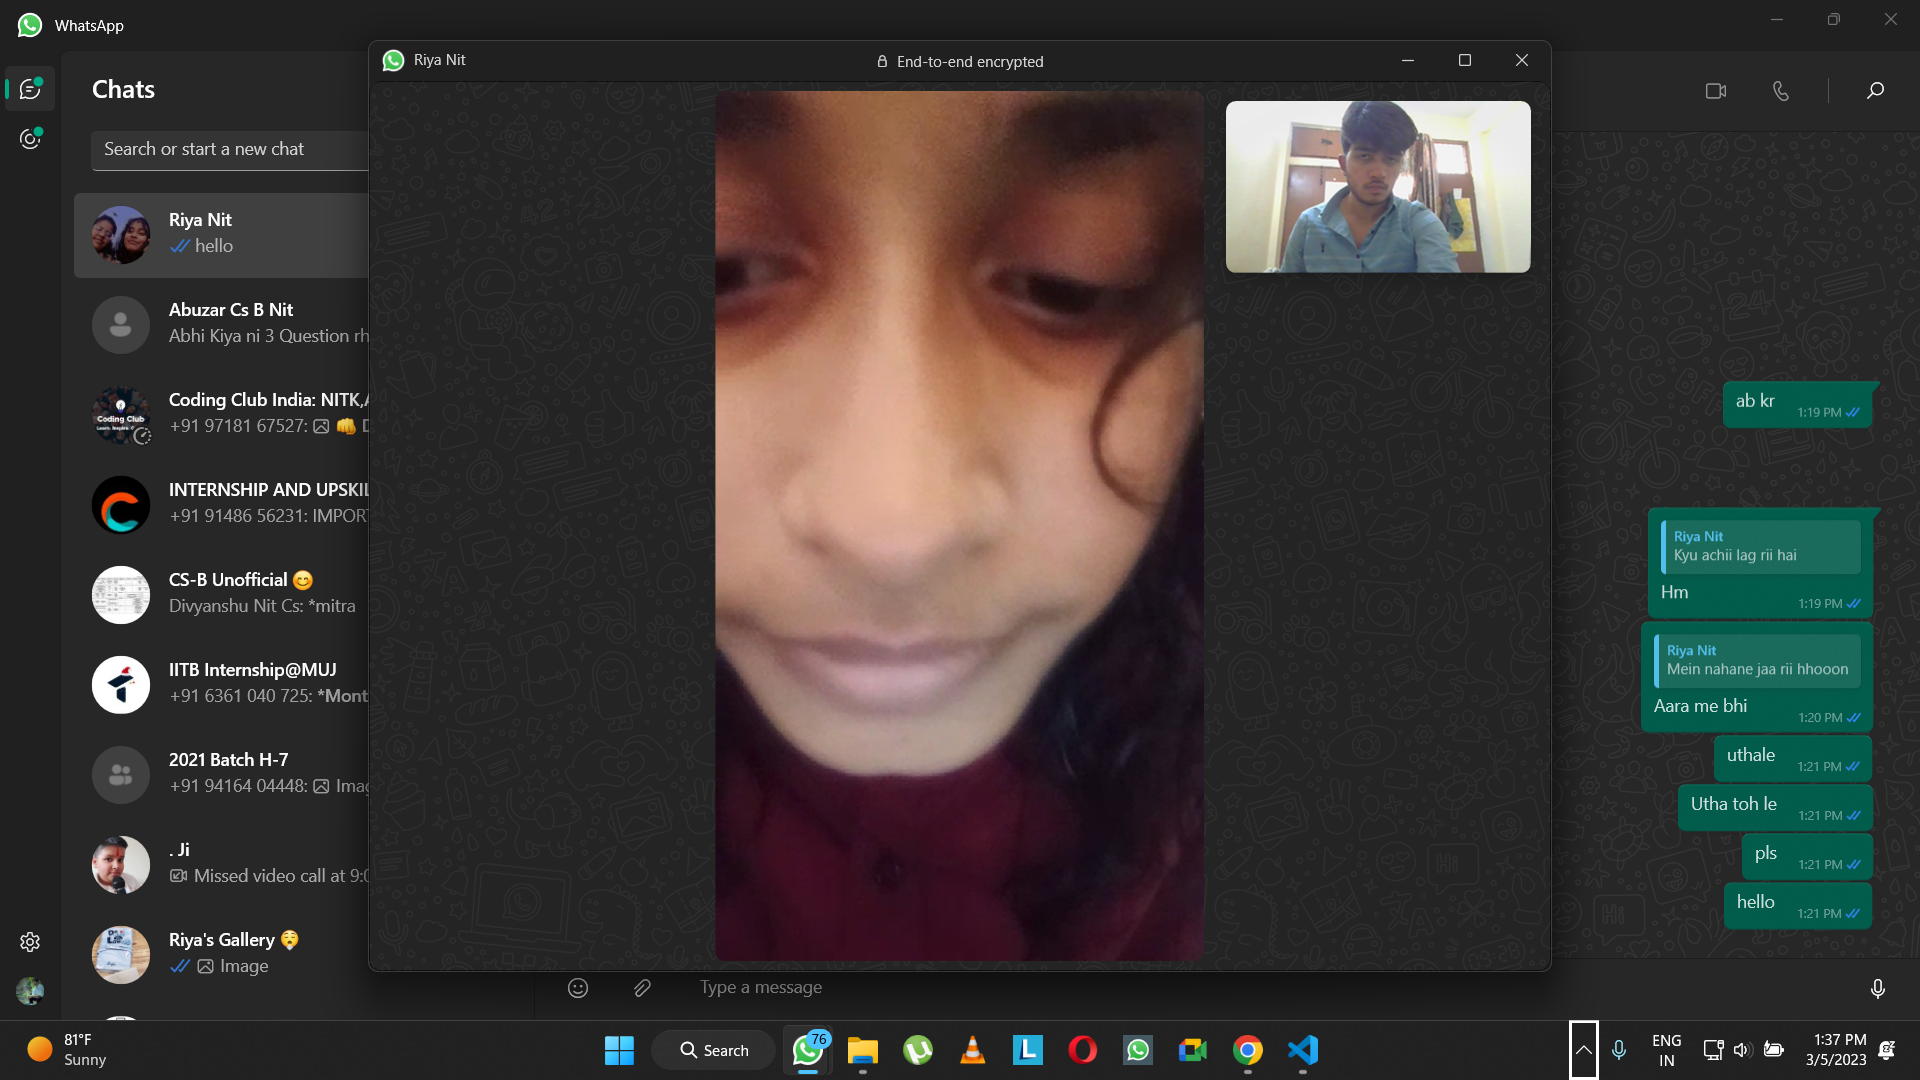 WhatsApp
Riya Nit
End-to-end encrypted
Chats
Search or start a new chat
Riya Nit
hello
Abuzar Cs B Nit
Abhi Kiya ni 3 Question rh
Coding Club India: NITK,
+91 97181 67527: 👊
Coding Club
INTERNSHIP AND UPSKIL
+91 91486 56231: IMPOR
CS-B Unofficial 😊
Divyanshu Nit Cs: *mitra
IITB Internship@MUJ
+91 6361 040 725: *Mont
2021 Batch H-7
+91 94164 04448: Imag
. Ji
Missed video call at 9:0
Riya's Gallery 😌
Image
ab kr
1:19 PM
Riya Nit
Kyu achii lag rii hai
Hm
1:19 PM
Riya Nit
Mein nahane jaa rii hhooon
Aara me bhi
1:20 PM
uthale
1:21 PM
Utha toh le
1:21 PM
pls
1:21 PM
hello
1:21 PM
Type a message
81°F
Sunny
Search
76
L
ENG
IN
1:37 PM
3/5/2023